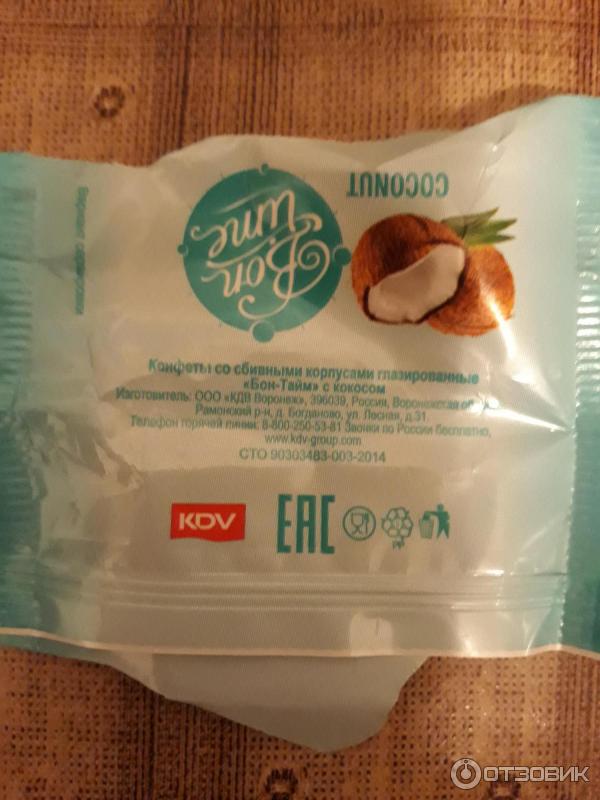 COCONUT
Bon
time
Конфеты со сбивными корпусами глазированные
«Бон-Тайм» с кокосом
Изготовитель: ООО «КДВ Воронеж», 396039, Россия, Воронежская
Рамонский р-н, д. Богданово, ул. Лесная, д.31.
Телефон горячей линии: 8-800-250-53-81 Звонки по России бесплатно,
www.kdv-group.com
СТО 90303483-003-2014
KDV
EAC
PP
ОТЗОВИК